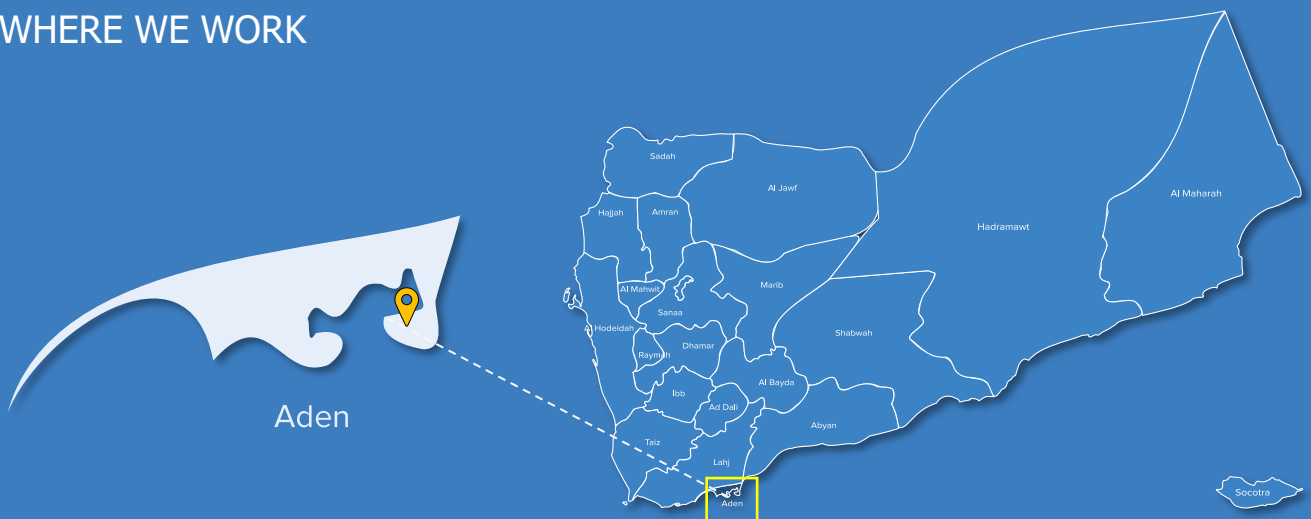 WHERE WE WORK
Sadah
Al Jawf
Al Maharah
Hajjah
Amran
Hadramawt
Al Mahwit
Marib
Sanaa
Al Hodeidah
Shabwah
Raymah
Dhamar
Al Bayda
Ibb
Ad Dali
Aden
Abyan
Taiz
Lahj
Socotra
Aden